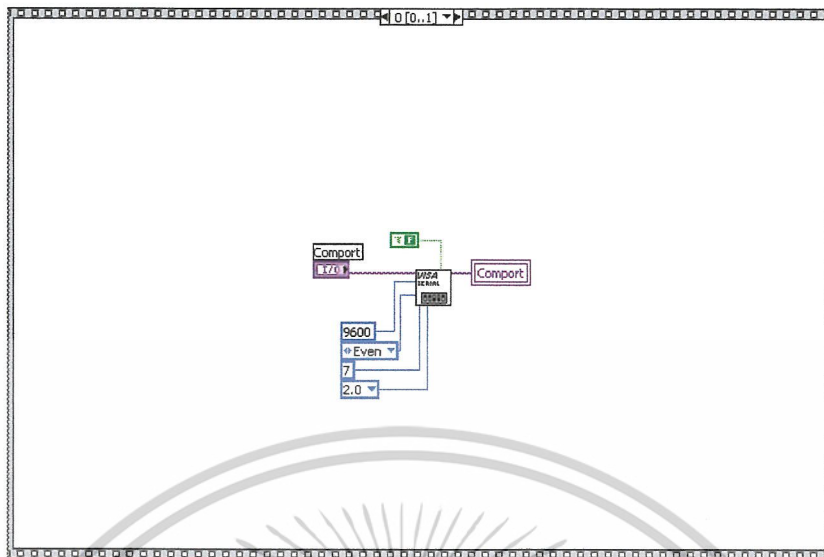 0 [0..1]
F
Comport
I/O
VISA
SERIAL
Comport
9600
Even
7
2.0